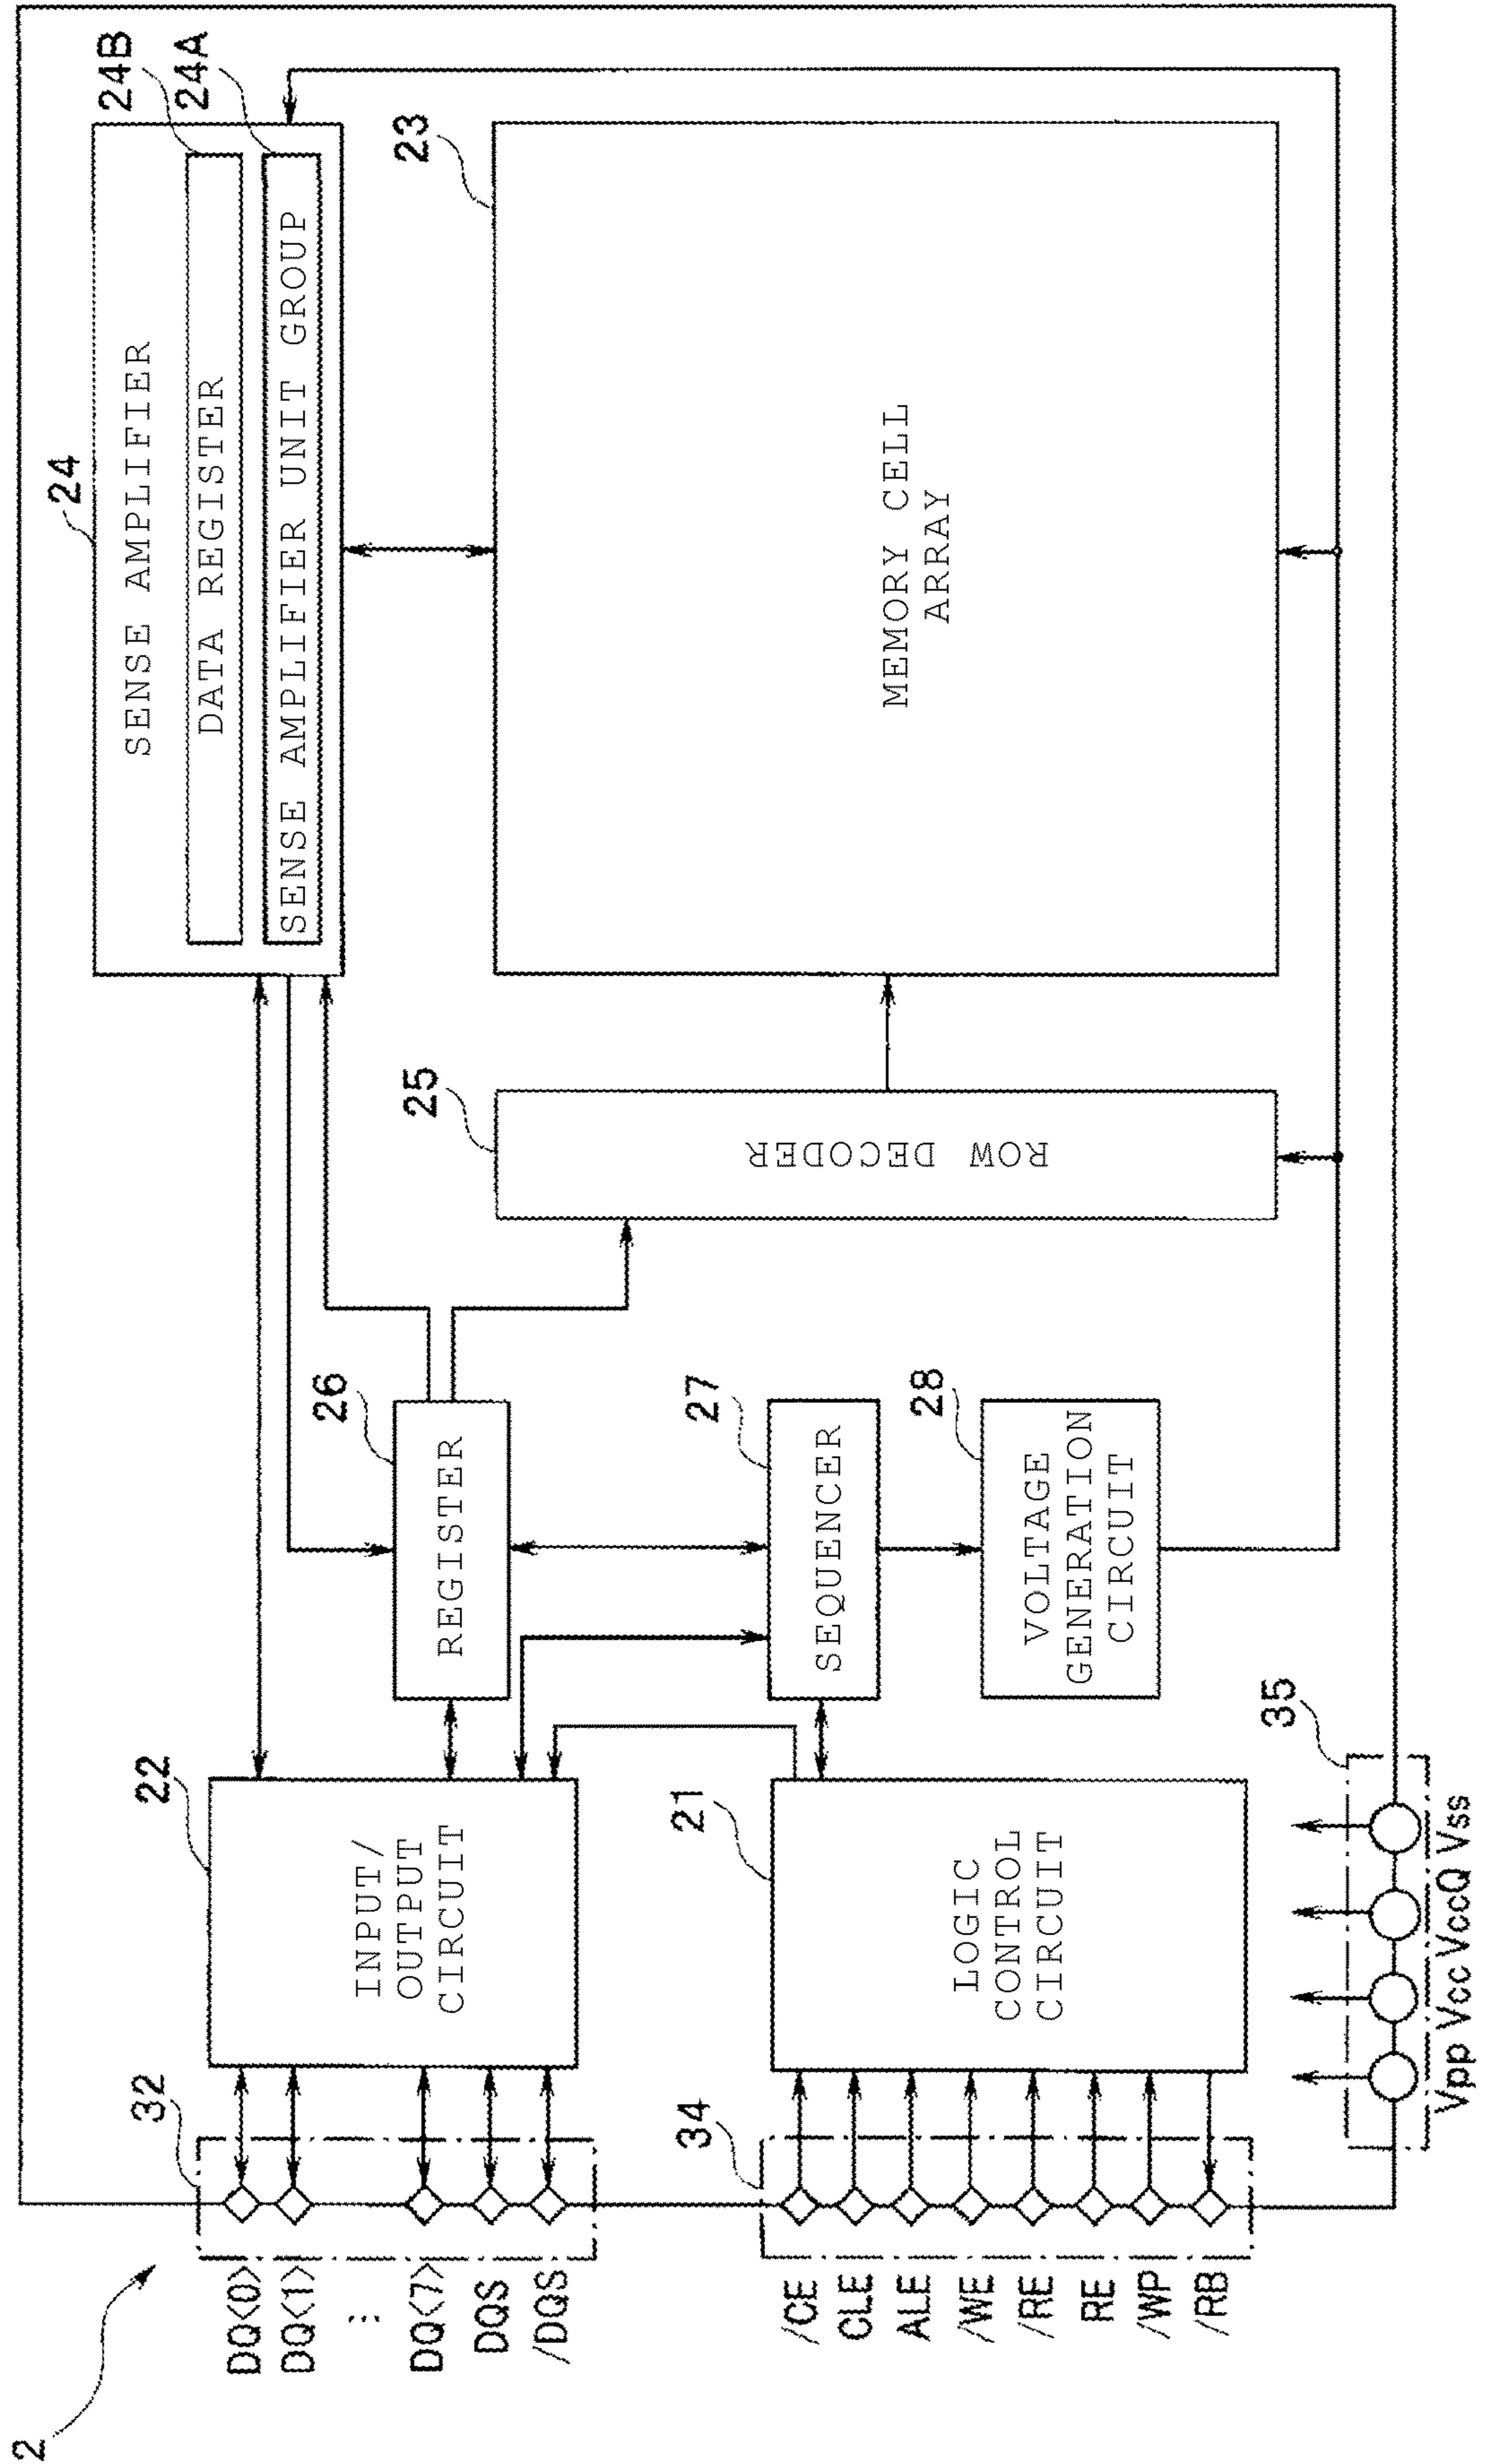 2
DQ<0>
DQ<1>
⋮
DQ<7>
DQS
/DQS
32
22
INPUT/
OUTPUT
CIRCUIT
/CE
CLE
ALE
/WE
/RE
RE
/WP
/RB
34
21
LOGIC
CONTROL
CIRCUIT
Vpp Vcc VccQ Vss
35
26
REGISTER
27
SEQUENCER
28
VOLTAGE
GENERATION
CIRCUIT
25
ROW DECODER
24
SENSE AMPLIFIER
24B
DATA REGISTER
24A
SENSE AMPLIFIER UNIT GROUP
23
MEMORY CELL
ARRAY